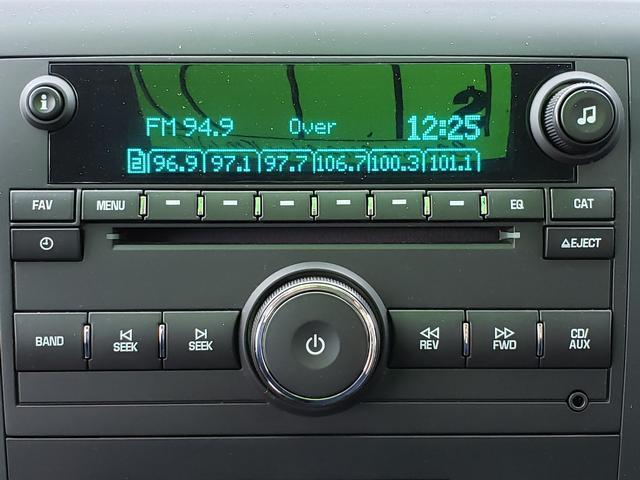 FM 94.9 Over 12:25
96.9 97.1 97.7 106.7 100.3 101.1
FAV MENU EQ CAT
EJECT
BAND SEEK SEEK REV FWD CD/
AUX